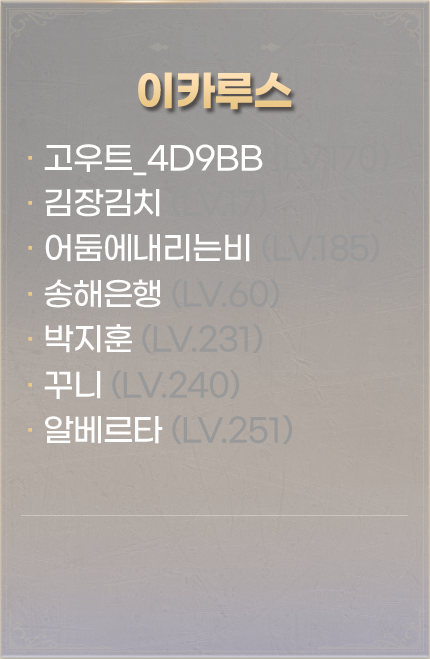 이카루스
· 고우트_4D9BB (LV.170)
· 김장김치 (LV.17)
· 어둠에내리는비 (LV.185)
· 송해은행 (LV.60)
· 박지훈 (LV.231)
· 꾸니 (LV.240)
· 알베르타 (LV.251)